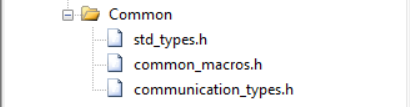 Common
std_types.h
common_macros.h
communication_types.h